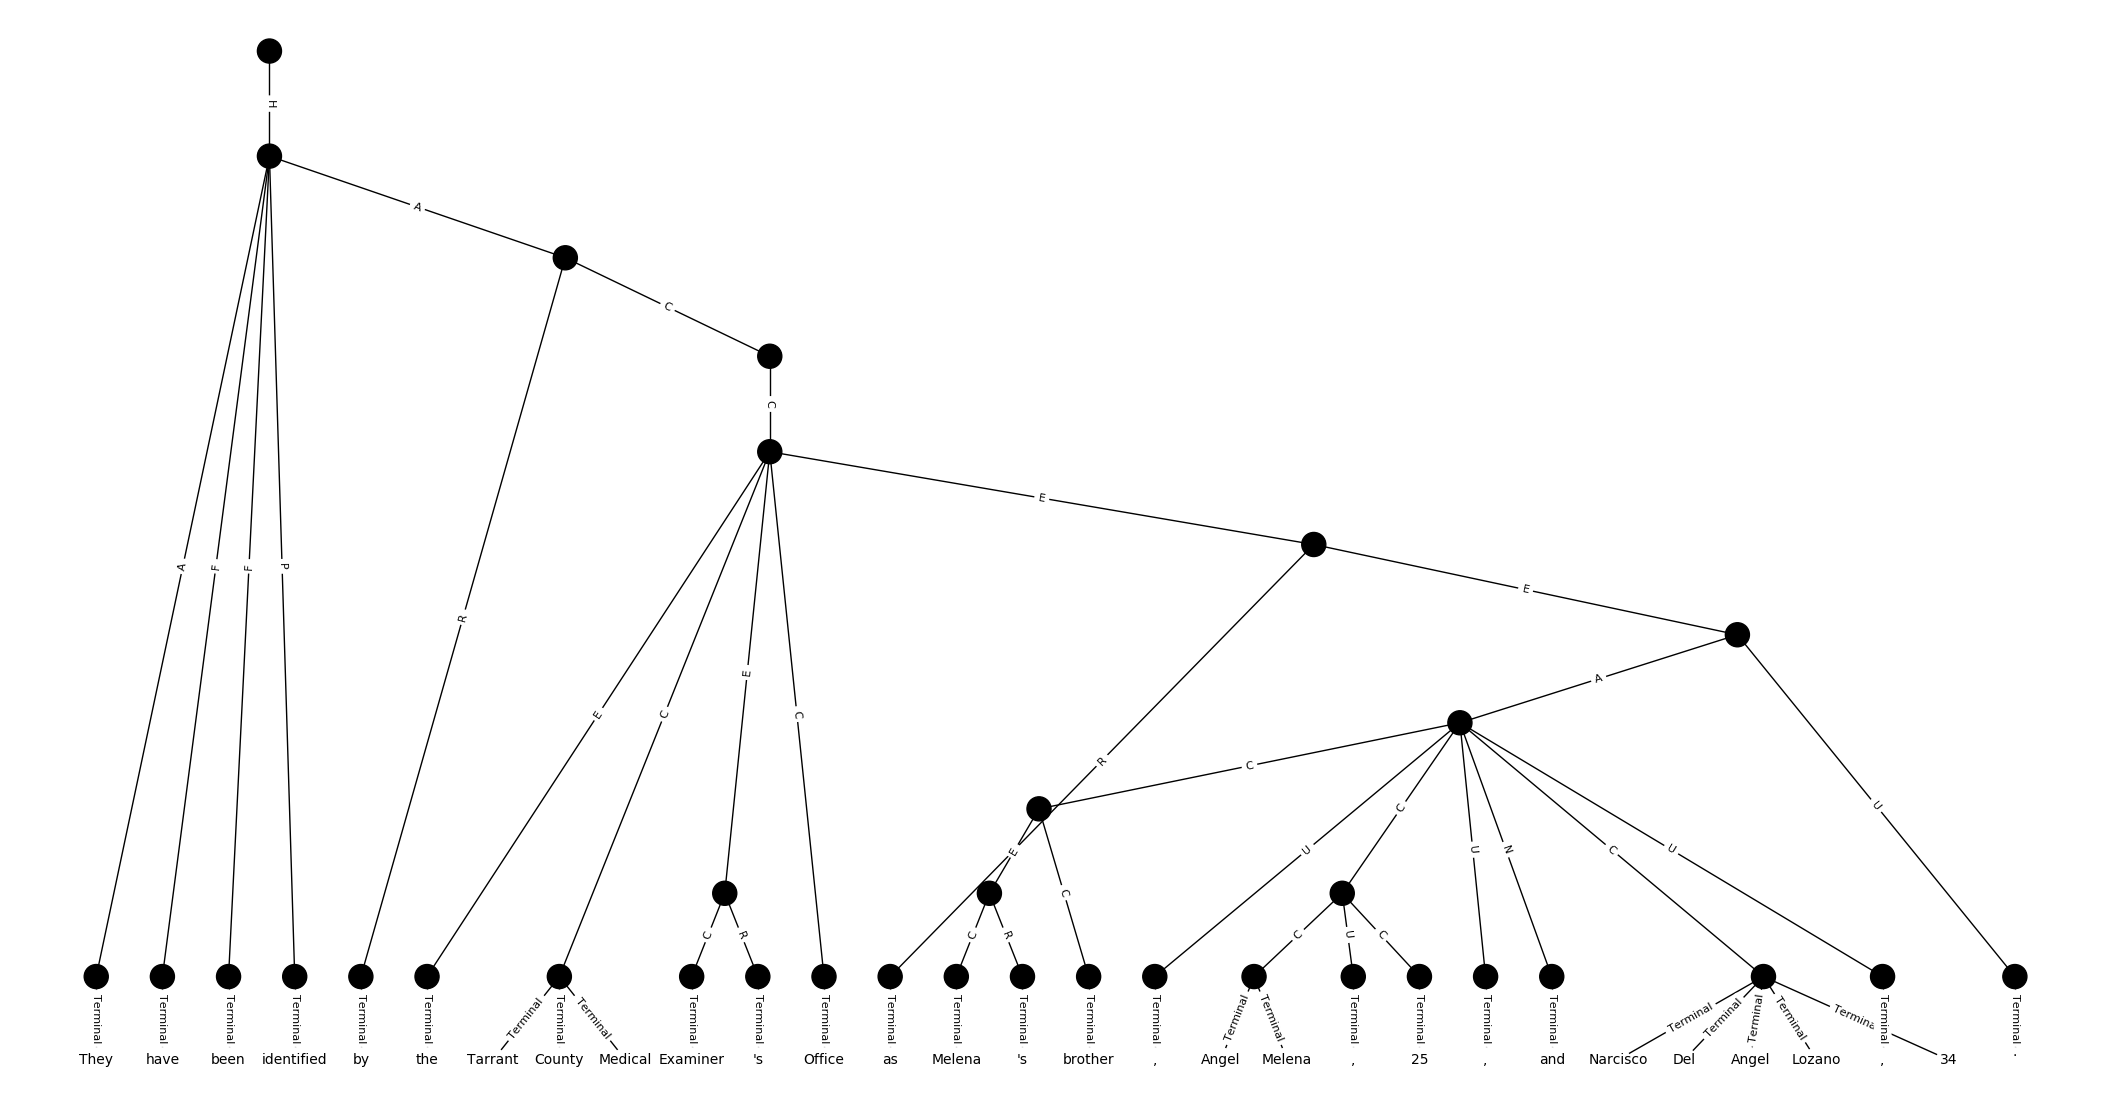 H
A
C
C
E
E
A
F
F
P
R
E
C
E
C
R
A
C
U
C
U
N
C
U
U
E
C
C
R
C
R
C
U
C
Terminal Terminal Terminal Terminal Terminal Terminal Terminal Terminal Terminal Terminal Terminal Terminal Terminal Terminal Terminal Terminal Terminal Terminal Terminal Terminal Terminal Terminal Terminal Terminal Terminal Terminal Terminal Terminal Terminal Terminal
They have been identified by the Tarrant County Medical Examiner 's Office as Melena 's brother , Angel Melena , 25 , and Narcisco Del Angel Lozano , 34 .